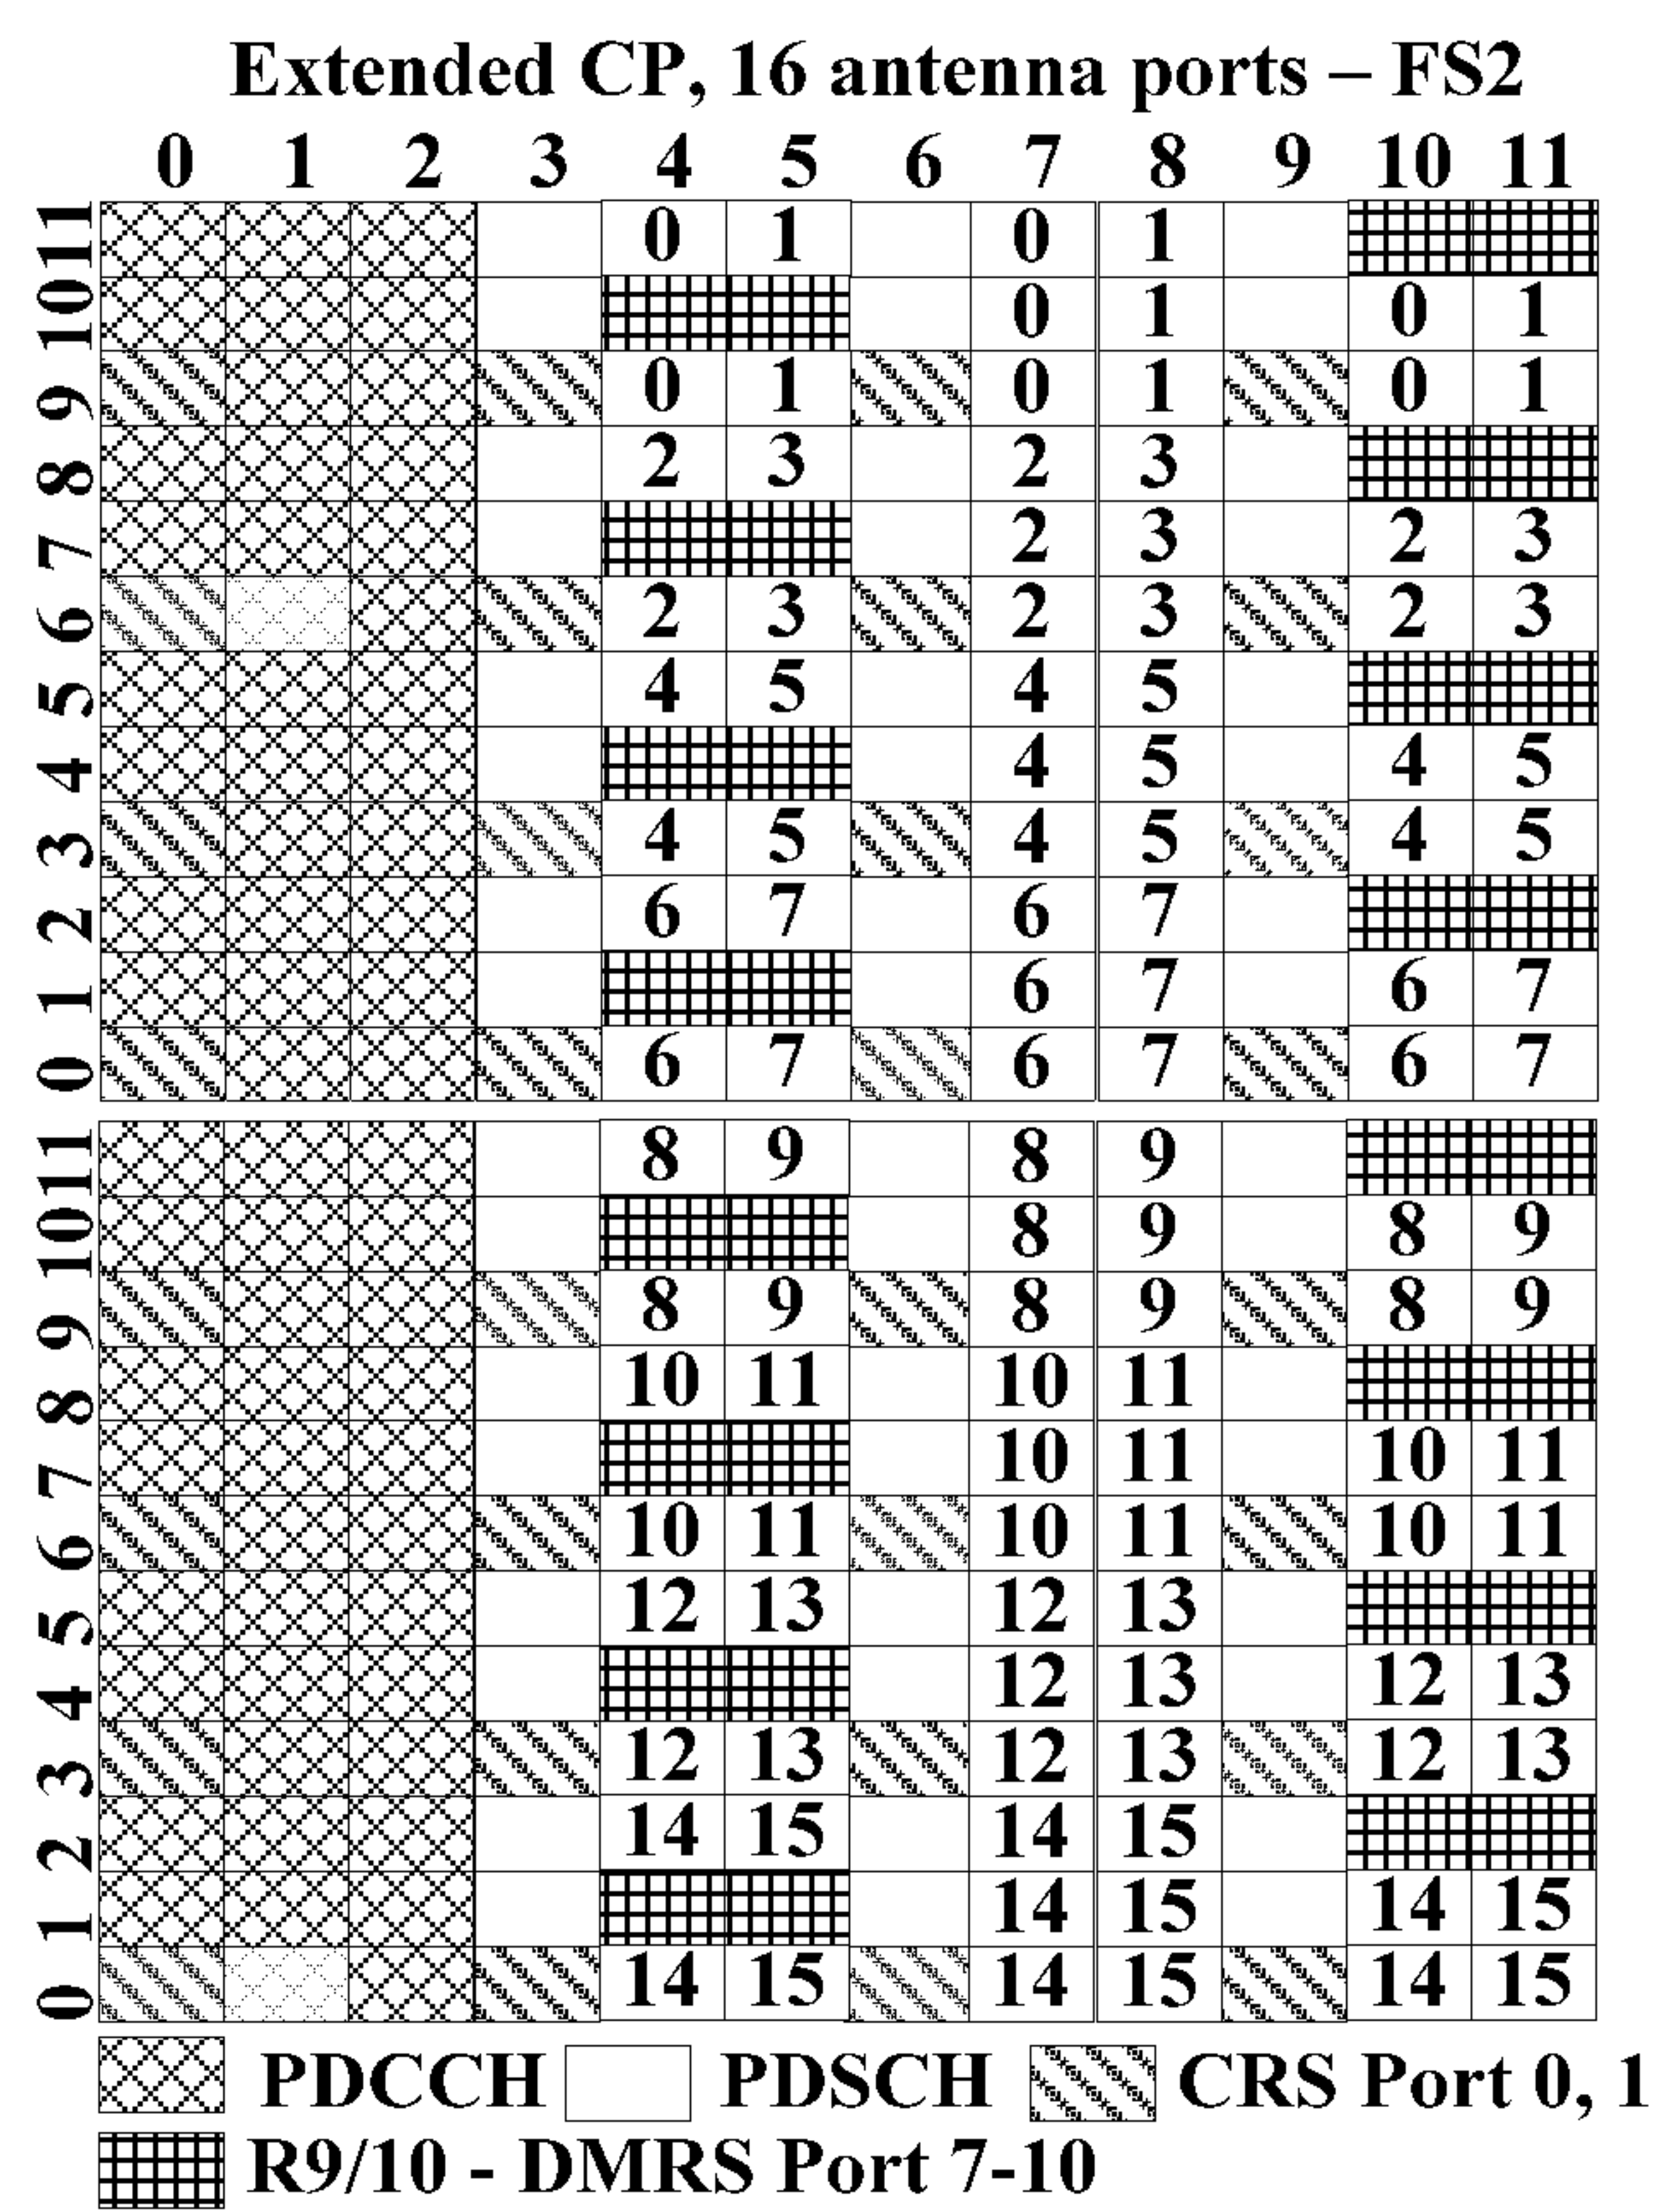 Extended CP, 16 antenna ports – FS2
0 1 2 3 4 5 6 7 8 9 10 11
11 0 1 0 1
10 0 1 0 1
9 0 1 0 1 0 1
8 2 3 2 3
7 2 3 2 3
6 2 3 2 3 2 3
5 4 5 4 5
4 4 5 4 5
3 4 5 4 5 4 5
2 6 7 6 7
1 6 7 6 7
0 6 7 6 7 6 7
11 8 9 8 9
10 8 9 8 9
9 8 9 8 9 8 9
8 10 11 10 11
7 10 11 10 11
6 10 11 10 11 10 11
5 12 13 12 13
4 12 13 12 13
3 12 13 12 13 12 13
2 14 15 14 15
1 14 15 14 15
0 14 15 14 15 14 15
PDCCH PDSCH CRS Port 0, 1
R9/10 - DMRS Port 7-10